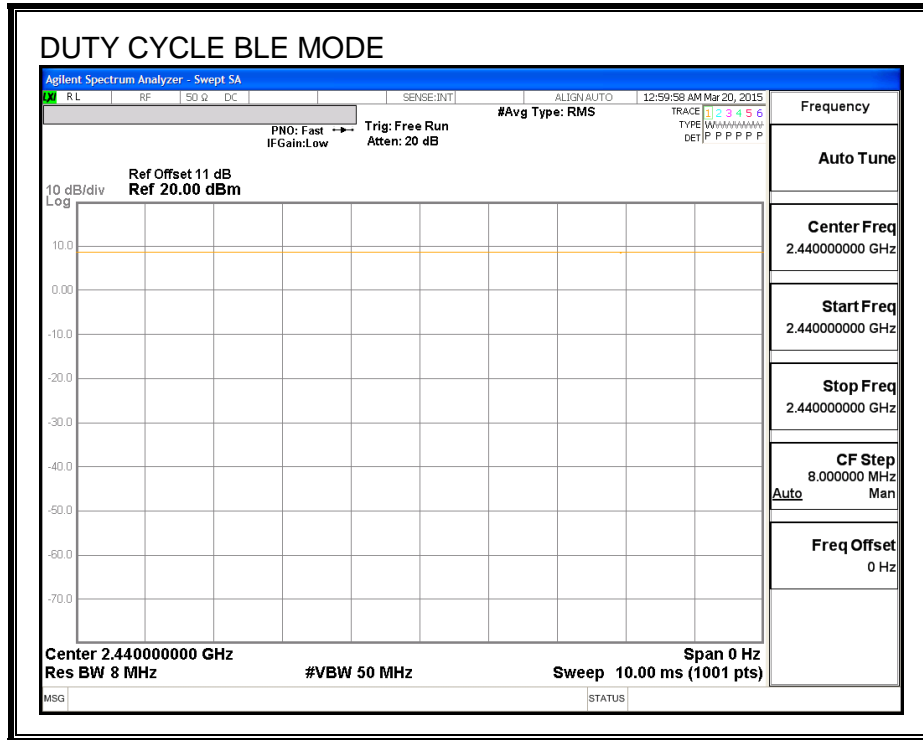 DUTY CYCLE BLE MODE
Agilent Spectrum Analyzer - Swept SA
LXI RL RF 50 Ω DC SENSE:INT ALIGN AUTO 12:59:58 AM Mar 20, 2015
#Avg Type: RMS TRACE 1 2 3 4 5 6
PNO: Fast Trig: Free Run TYPE WWWWWW
IFGain:Low Atten: 20 dB DET P P P P P P
Ref Offset 11 dB
10 dB/div Ref 20.00 dBm
Log
10.0
0.00
-10.0
-20.0
-30.0
-40.0
-50.0
-60.0
-70.0
Center 2.440000000 GHz Span 0 Hz
Res BW 8 MHz #VBW 50 MHz Sweep 10.00 ms (1001 pts)
MSG STATUS
Frequency
Auto Tune
Center Freq
2.440000000 GHz
Start Freq
2.440000000 GHz
Stop Freq
2.440000000 GHz
CF Step
8.000000 MHz
Auto Man
Freq Offset
0 Hz